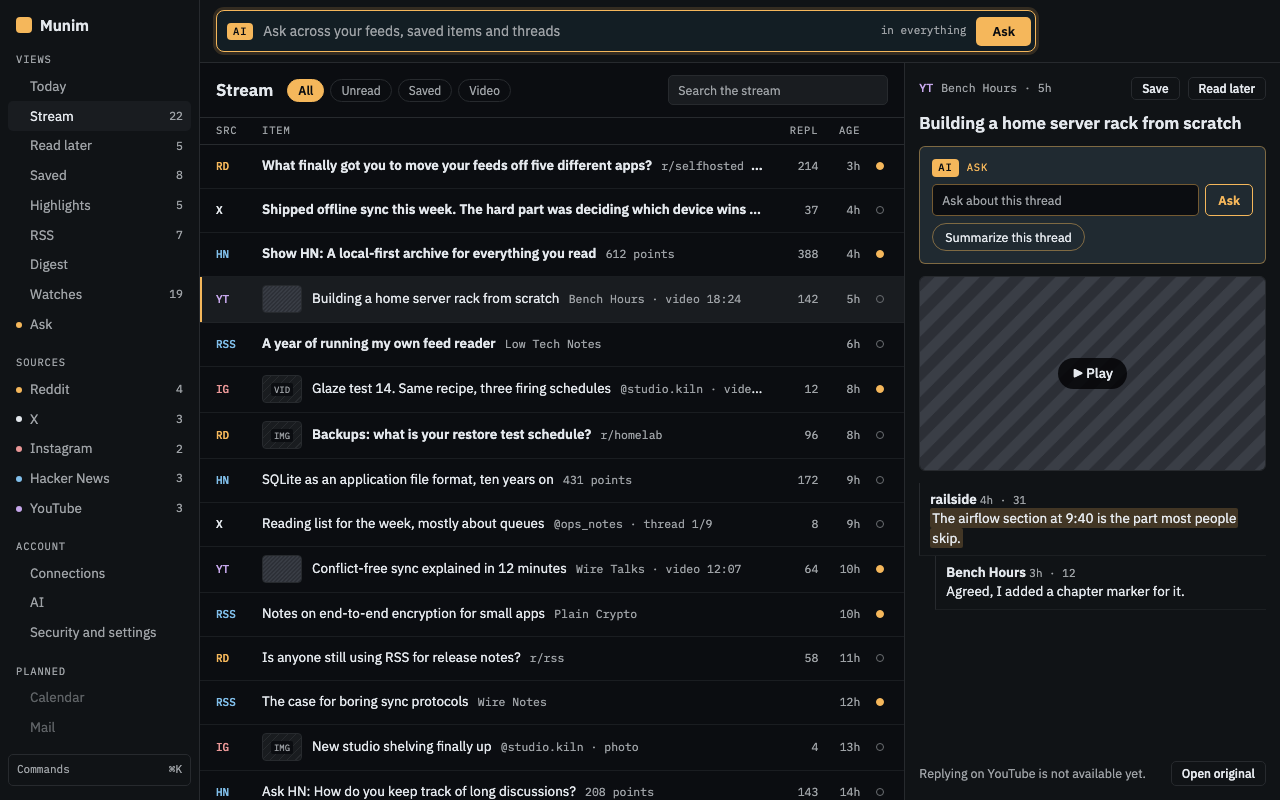 Munim
VIEWS
Today
Stream 22
Read later 5
Saved 8
Highlights 5
RSS 7
Digest
Watches 19
Ask
SOURCES
Reddit 4
X 3
Instagram 2
Hacker News 3
YouTube 3
ACCOUNT
Connections
AI
Security and settings
PLANNED
Calendar
Mail
Commands ⌘K
AI Ask across your feeds, saved items and threads in everything Ask
Stream All Unread Saved Video Search the stream
SRC ITEM REPL AGE
RD What finally got you to move your feeds off five different apps? r/selfhosted ... 214 3h
X Shipped offline sync this week. The hard part was deciding which device wins ... 37 4h
HN Show HN: A local-first archive for everything you read 612 points 388 4h
YT Building a home server rack from scratch Bench Hours · video 18:24 142 5h
RSS A year of running my own feed reader Low Tech Notes 6h
IG VID Glaze test 14. Same recipe, three firing schedules @studio.kiln · vide... 12 8h
RD IMG Backups: what is your restore test schedule? r/homelab 96 8h
HN SQLite as an application file format, ten years on 431 points 172 9h
X Reading list for the week, mostly about queues @ops_notes · thread 1/9 8 9h
YT Conflict-free sync explained in 12 minutes Wire Talks · video 12:07 64 10h
RSS Notes on end-to-end encryption for small apps Plain Crypto 10h
RD Is anyone still using RSS for release notes? r/rss 58 11h
RSS The case for boring sync protocols Wire Notes 12h
IG IMG New studio shelving finally up @studio.kiln · photo 4 13h
HN Ask HN: How do you keep track of long discussions? 208 points 143 14h
YT Bench Hours · 5h Save Read later
Building a home server rack from scratch
AI ASK
Ask about this thread Ask
Summarize this thread
▶ Play
railside 4h · 31
The airflow section at 9:40 is the part most people
skip.
Bench Hours 3h · 12
Agreed, I added a chapter marker for it.
Replying on YouTube is not available yet. Open original